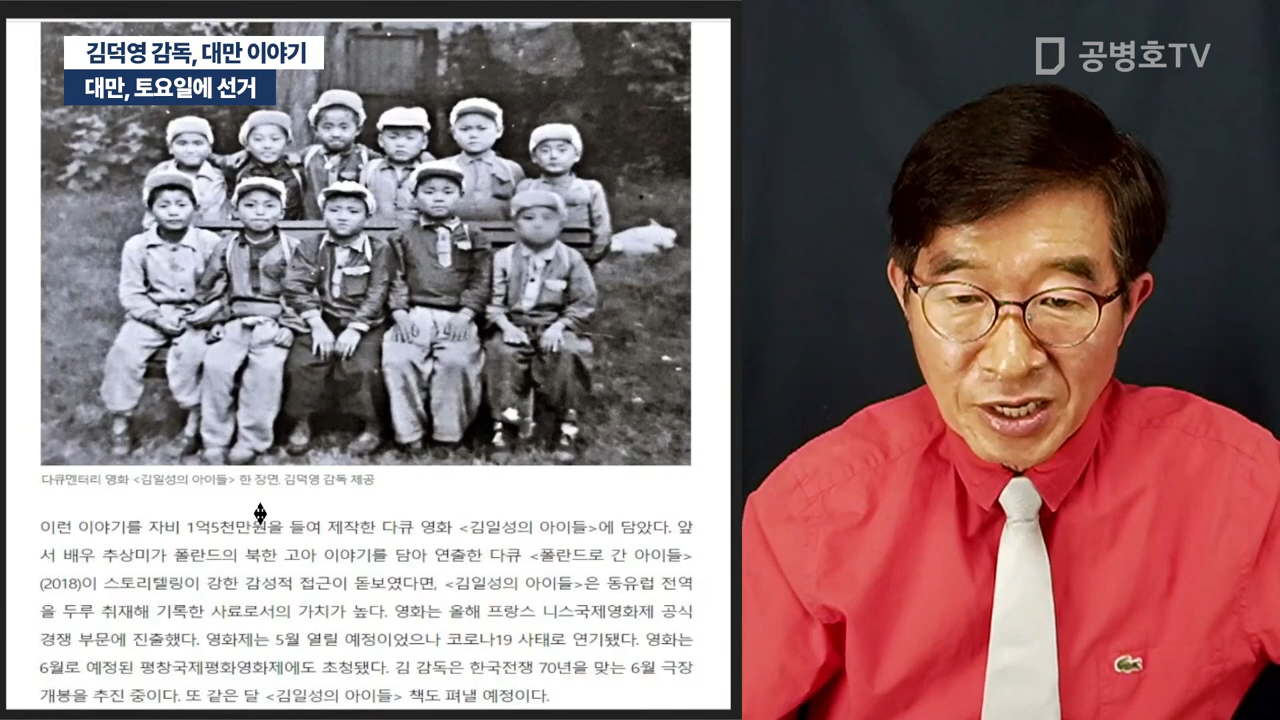 김덕영 감독, 대만 이야기
대만, 토요일에 선거
공병호TV
다큐멘터리 영화 <김일성의 아이들> 한 장면. 김덕영 감독 제공
이런 이야기를 자비 1억5천만원을 들여 제작한 다큐 영화 <김일성의 아이들>에 담았다. 앞
서 배우 추상미가 폴란드의 북한 고아 이야기를 담아 연출한 다큐 <폴란드로 간 아이들>
(2018)이 스토리텔링이 강한 감성적 접근이 돋보였다면, <김일성의 아이들>은 동유럽 전역
을 두루 취재해 기록한 사료로서의 가치가 높다. 영화는 올해 프랑스 니스국제영화제 공식
경쟁 부문에 진출했다. 영화제는 5월 열릴 예정이었으나 코로나19 사태로 연기됐다. 영화는
6월로 예정된 평창국제평화영화제에도 초청됐다. 김 감독은 한국전쟁 70년을 맞는 6월 극장
개봉을 추진 중이다. 또 같은 달 <김일성의 아이들> 책도 펴낼 예정이다.